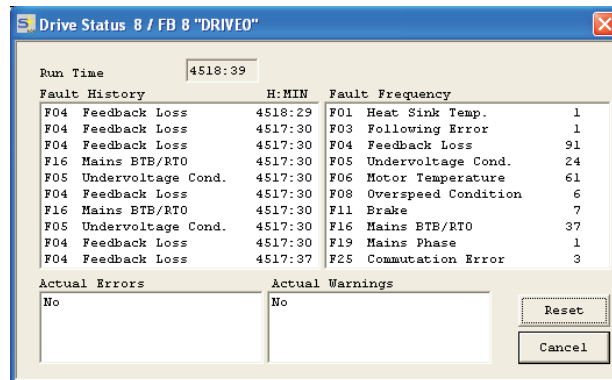 Drive Status 8 / FB 8 "DRIVE0"
Run Time 4518:39
Fault History H:MIN
F04 Feedback Loss 4518:29
F04 Feedback Loss 4517:30
F16 Mains BTB/RTO 4517:30
F05 Undervoltage Cond. 4517:30
F04 Feedback Loss 4517:30
F16 Mains BTB/RTO 4517:30
F05 Undervoltage Cond. 4517:30
F04 Feedback Loss 4517:30
F04 Feedback Loss 4517:37
Fault Frequency
F01 Heat Sink Temp. 1
F03 Following Error 1
F04 Feedback Loss 91
F05 Undervoltage Cond. 24
F06 Motor Temperature 61
F08 Overspeed Condition 6
F11 Brake 7
F16 Mains BTB/RTO 37
F19 Mains Phase 1
F25 Commutation Error 3
Actual Errors
No
Actual Warnings
No
Reset
Cancel